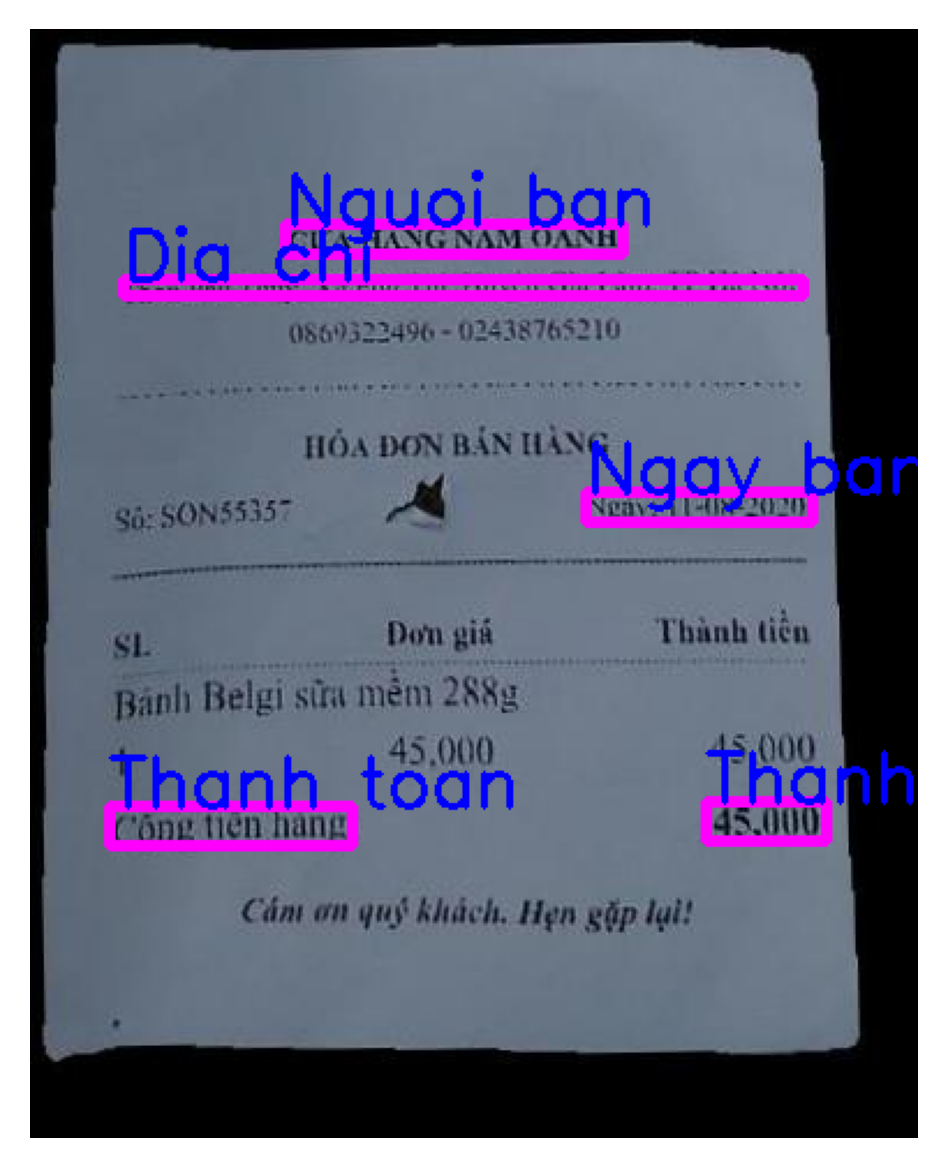 Nguoi ban
CỬA HÀNG NAM OANH
Dia chi
0869322496 - 02438765210
HÓA ĐƠN BÁN HÀNG
Ngay ban
Số: SON55357
Ngày: 11-08-2020
SL Đơn giá Thành tiền
Bánh Belgi sữa mềm 288g
45,000 45,000
Thanh toan Thanh
Cộng tiền hàng 45,000
Cám ơn quý khách. Hẹn gặp lại!